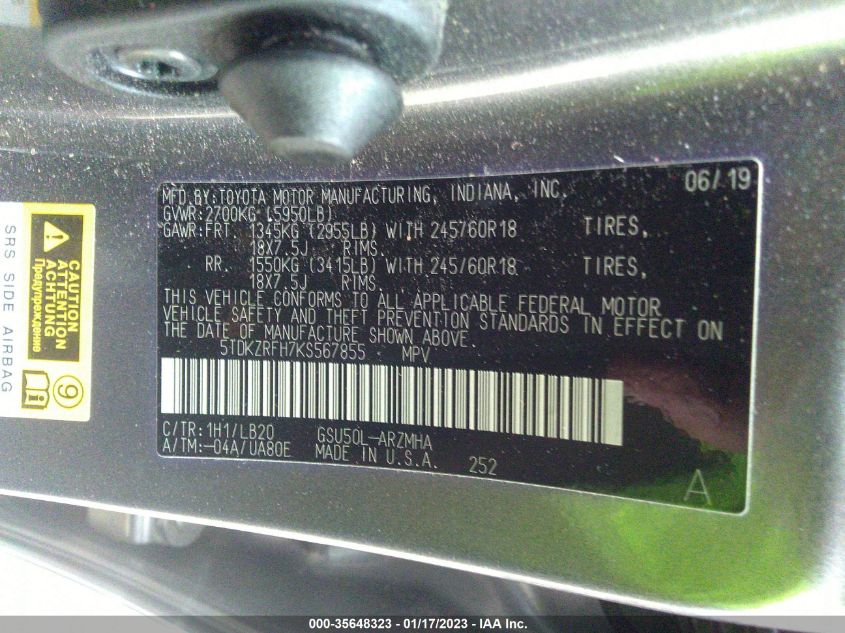 MFD.BY:TOYOTA MOTOR MANUFACTURING, INDIANA, INC. 06/19
GVWR:2700KG (5950LB)
GAWR:FRT. 1345KG (2955LB) WITH 245/60R18 TIRES,
18X7.5J RIMS.
RR. 1550KG (3415LB) WITH 245/60R18 TIRES,
18X7.5J RIMS.
THIS VEHICLE CONFORMS TO ALL APPLICABLE FEDERAL MOTOR
VEHICLE SAFETY AND THEFT PREVENTION STANDARDS IN EFFECT ON
THE DATE OF MANUFACTURE SHOWN ABOVE.
5TDKZRFH7KS567855 MPV
C/TR:1H1/LB20 GSU50L-ARZMHA
A/TM:-04A/UA80E MADE IN U.S.A. 252
A
CAUTION
ATTENTION
ACHTUNG
Предупреждение
9
SRS SIDE AIRBAG
000-35648323 - 01/17/2023 - IAA Inc.